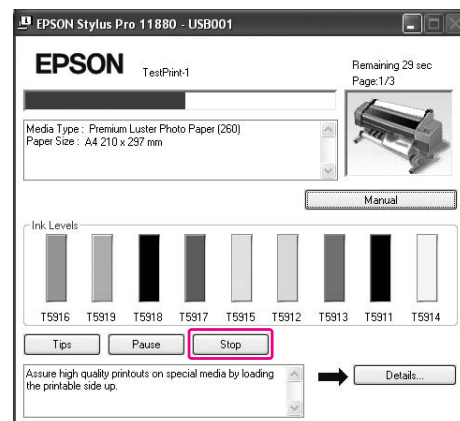 EPSON Stylus Pro 11880 - USB001
EPSON TestPrint-1
Remaining 29 sec
Page:1/3
Media Type : Premium Luster Photo Paper (260)
Paper Size : A4 210 x 297 mm
Manual
Ink Levels
T5916 T5919 T5918 T5917 T5915 T5912 T5913 T5911 T5914
Tips Pause Stop
Assure high quality printouts on special media by loading
the printable side up.
Details...